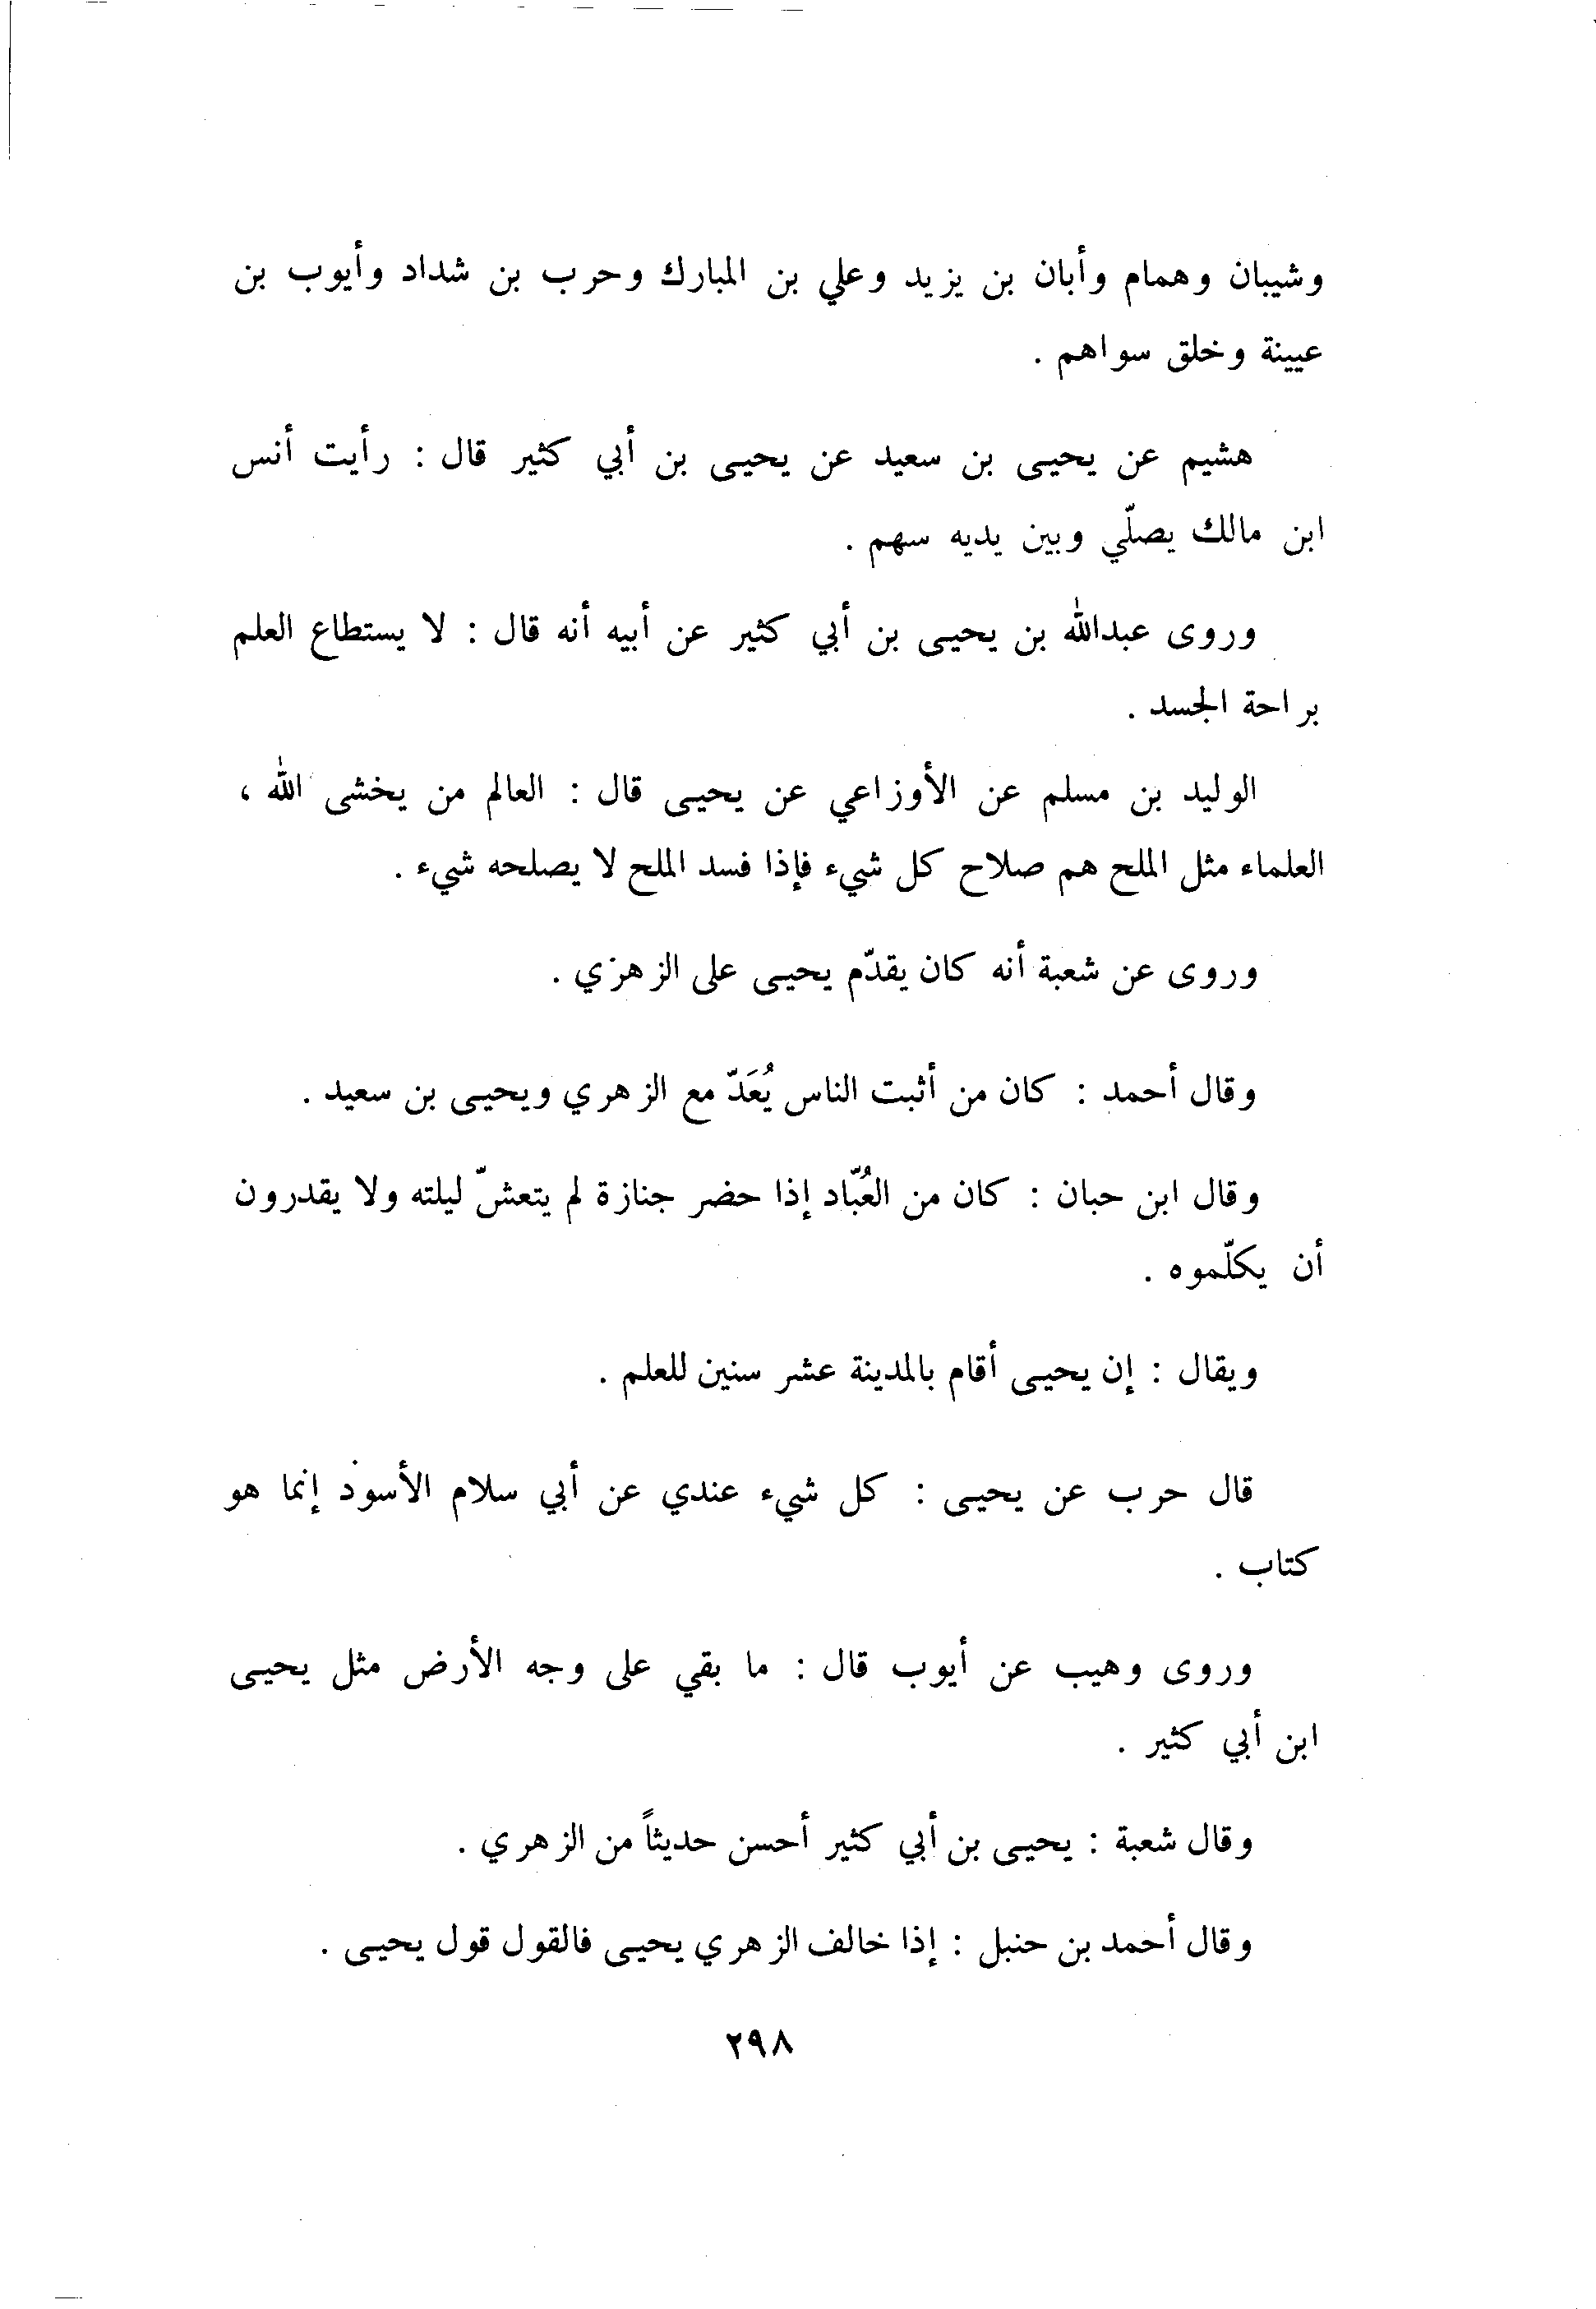 وشيبان وهمام وأبان بن يزيد وعلي بن المبارك وحرب بن شداد وأيوب بن
عيينة وخلق سواهم .
هشيم عن يحيى بن سعيد عن يحيى بن أبي كثير قال : رأيت أنس
ابن مالك يصلّي وبين يديه سهم .
وروى عبدالله بن يحيى بن أبي كثير عن أبيه أنه قال : لا يستطاع العلم
براحة الجسد .
الوليد بن مسلم عن الأوزاعي عن يحيى قال : العالم من يخشى الله ،
العلماء مثل الملح هم صلاح كل شيء فإذا فسد الملح لا يصلحه شيء .
وروى عن شعبة أنه كان يقدّم يحيى على الزهري .
وقال أحمد : كان من أثبت الناس يُعَدّ مع الزهري ويحيى بن سعيد .
وقال ابن حبان : كان من العُبّاد إذا حضر جنازة لم يتعشّ ليلته ولا يقدرون
أن يكلّموه .
ويقال : إن يحيى أقام بالمدينة عشر سنين للعلم .
قال حرب عن يحيى : كل شيء عندي عن أبي سلام الأسود إنما هو
كتاب .
وروى وهيب عن أيوب قال : ما بقي على وجه الأرض مثل يحيى
ابن أبي كثير .
وقال شعبة : يحيى بن أبي كثير أحسن حديثاً من الزهري .
وقال أحمد بن حنبل : إذا خالف الزهري يحيى فالقول قول يحيى .
٢٩٨